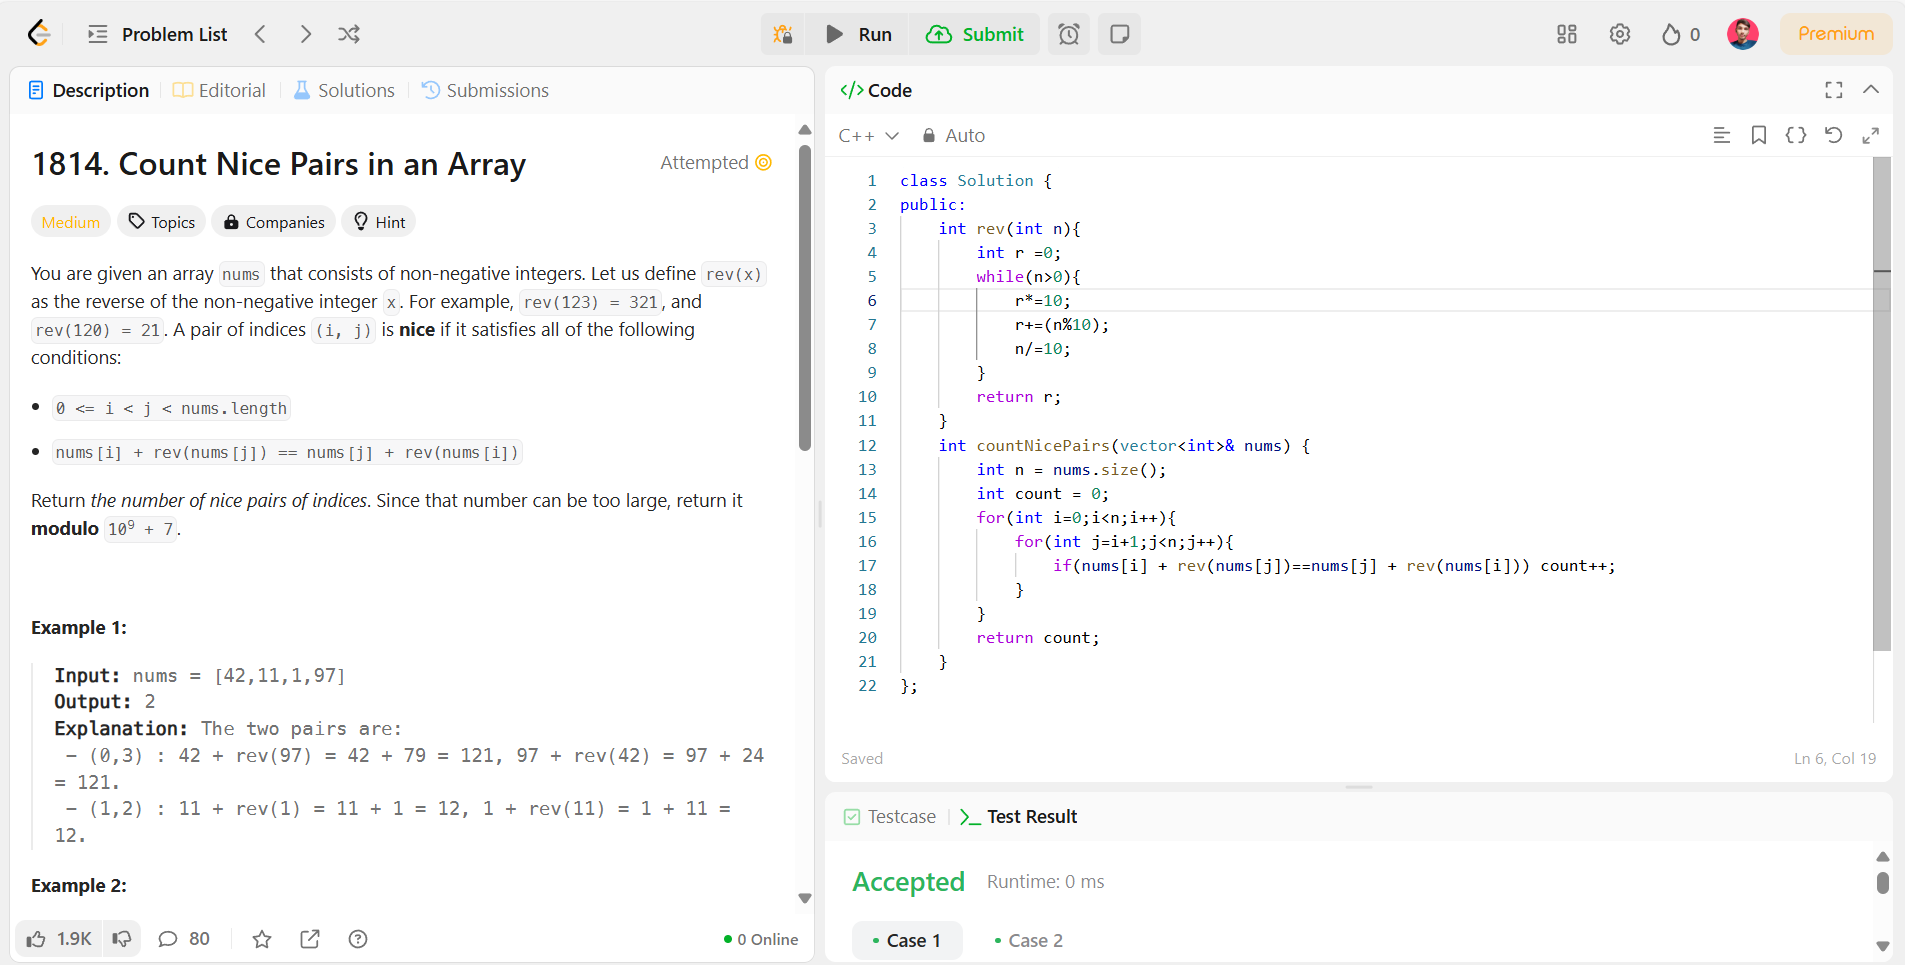 Problem List
Run
Submit
0
Premium
Description
Editorial
Solutions
Submissions
1814. Count Nice Pairs in an Array
Attempted
Medium
Topics
Companies
Hint
You are given an array nums that consists of non-negative integers. Let us define rev(x)
as the reverse of the non-negative integer x. For example, rev(123) = 321, and
rev(120) = 21. A pair of indices (i, j) is nice if it satisfies all of the following
conditions:
• 0 <= i < j < nums.length
• nums[i] + rev(nums[j]) == nums[j] + rev(nums[i])
Return the number of nice pairs of indices. Since that number can be too large, return it
modulo 10⁹ + 7.
Example 1:
Input: nums = [42,11,1,97]
Output: 2
Explanation: The two pairs are:
- (0,3) : 42 + rev(97) = 42 + 79 = 121, 97 + rev(42) = 97 + 24
= 121.
- (1,2) : 11 + rev(1) = 11 + 1 = 12, 1 + rev(11) = 1 + 11 =
12.
Example 2:
1.9K
80
0 Online
</> Code
C++
Auto
1 class Solution {
2 public:
3 int rev(int n){
4 int r =0;
5 while(n>0){
6 r*=10;
7 r+=(n%10);
8 n/=10;
9 }
10 return r;
11 }
12 int countNicePairs(vector<int>& nums) {
13 int n = nums.size();
14 int count = 0;
15 for(int i=0;i<n;i++){
16 for(int j=i+1;j<n;j++){
17 if(nums[i] + rev(nums[j])==nums[j] + rev(nums[i])) count++;
18 }
19 }
20 return count;
21 }
22 };
Saved
Ln 6, Col 19
Testcase
Test Result
Accepted
Runtime: 0 ms
• Case 1
• Case 2